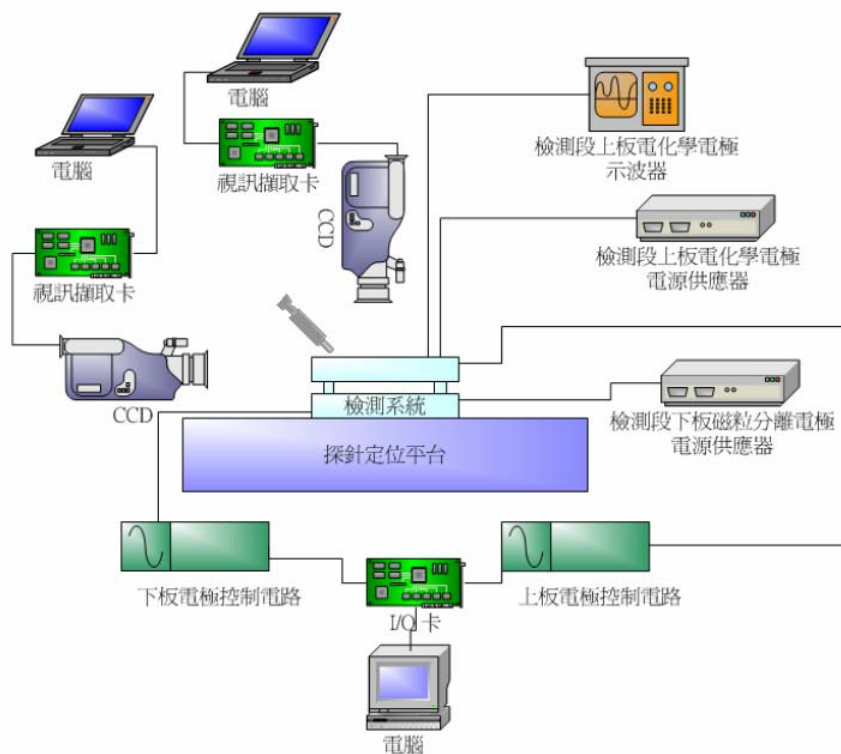 電腦
電腦
視訊擷取卡
視訊擷取卡
CCD
CCD
檢測段上板電化學電極
示波器
檢測段上板電化學電極
電源供應器
檢測系統
檢測段下板磁粒分離電極
電源供應器
探針定位平台
下板電極控制電路
I/O 卡
上板電極控制電路
電腦